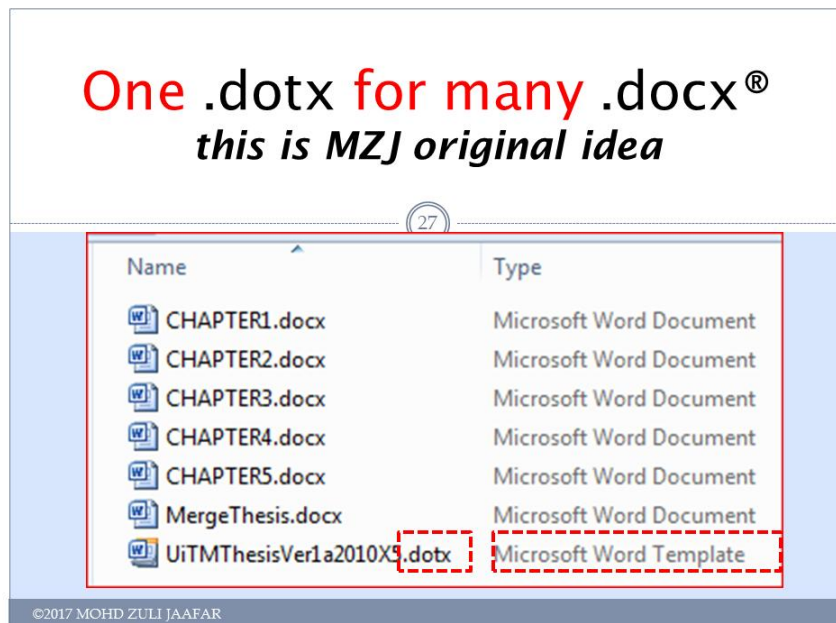 One .dotx for many .docx®
this is MZJ original idea
27
Name Type
CHAPTER1.docx Microsoft Word Document
CHAPTER2.docx Microsoft Word Document
CHAPTER3.docx Microsoft Word Document
CHAPTER4.docx Microsoft Word Document
CHAPTER5.docx Microsoft Word Document
MergeThesis.docx Microsoft Word Document
UiTMThesisVer1a2010X5.dotx Microsoft Word Template
©2017 MOHD ZULI JAAFAR